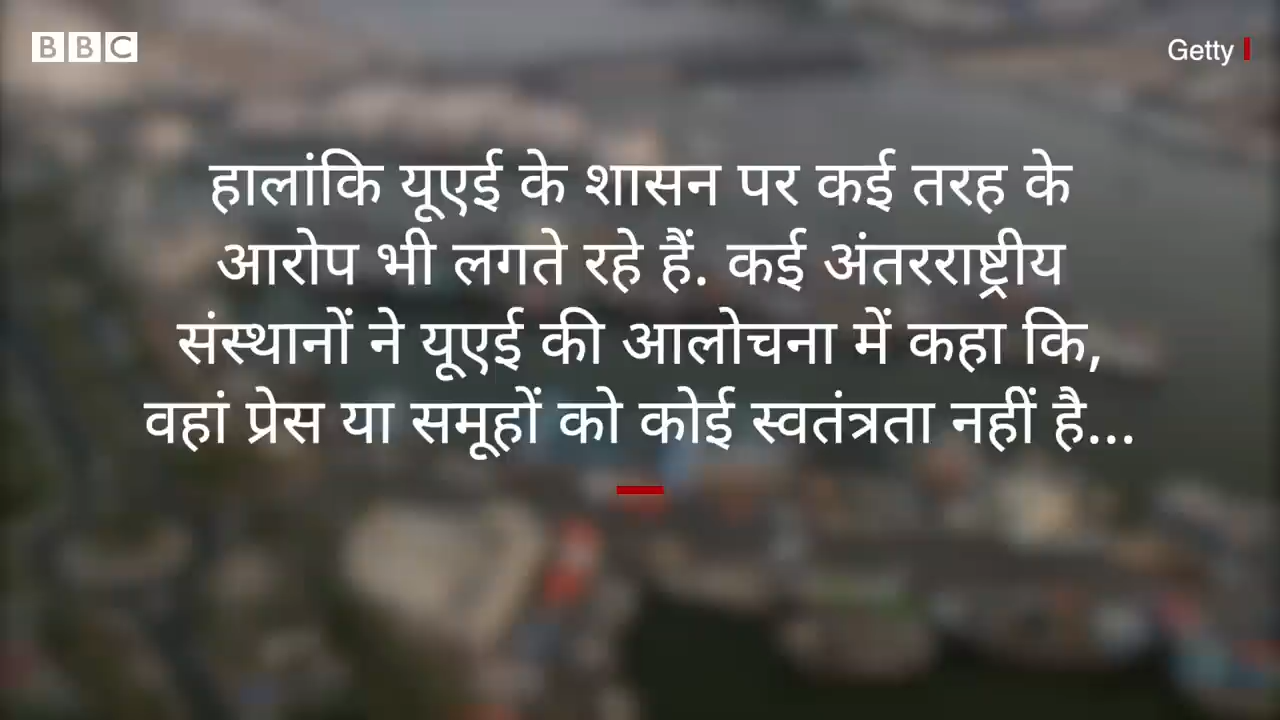 BBC
Getty
हालांकि यूएई के शासन पर कई तरह के
आरोप भी लगते रहे हैं. कई अंतरराष्ट्रीय
संस्थानों ने यूएई की आलोचना में कहा कि,
वहां प्रेस या समूहों को कोई स्वतंत्रता नहीं है...